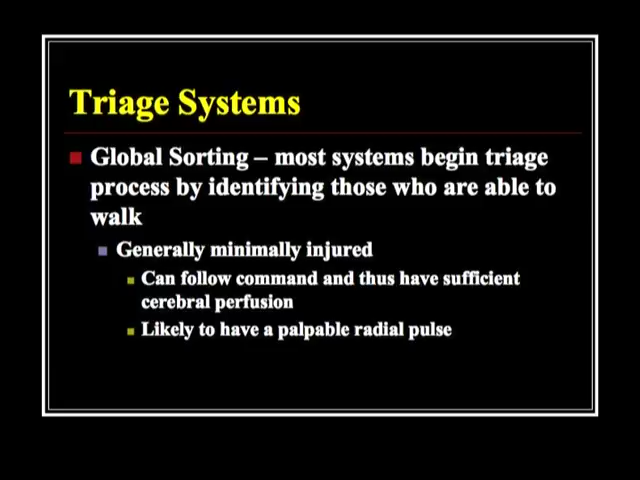 Triage Systems
Global Sorting – most systems begin triage
process by identifying those who are able to
walk
Generally minimally injured
Can follow command and thus have sufficient
cerebral perfusion
Likely to have a palpable radial pulse